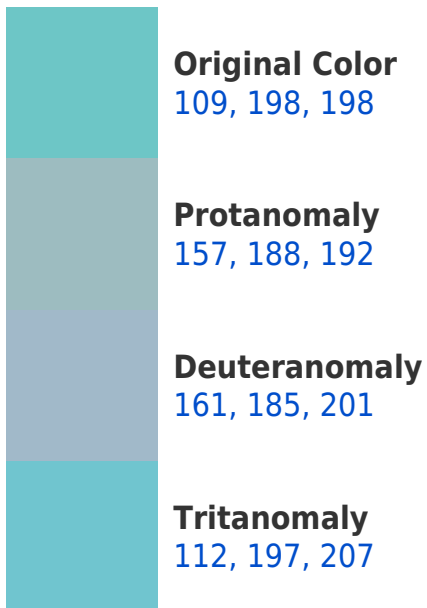 Original Color
109, 198, 198
Protanomaly
157, 188, 192
Deuteranomaly
161, 185, 201
Tritanomaly
112, 197, 207